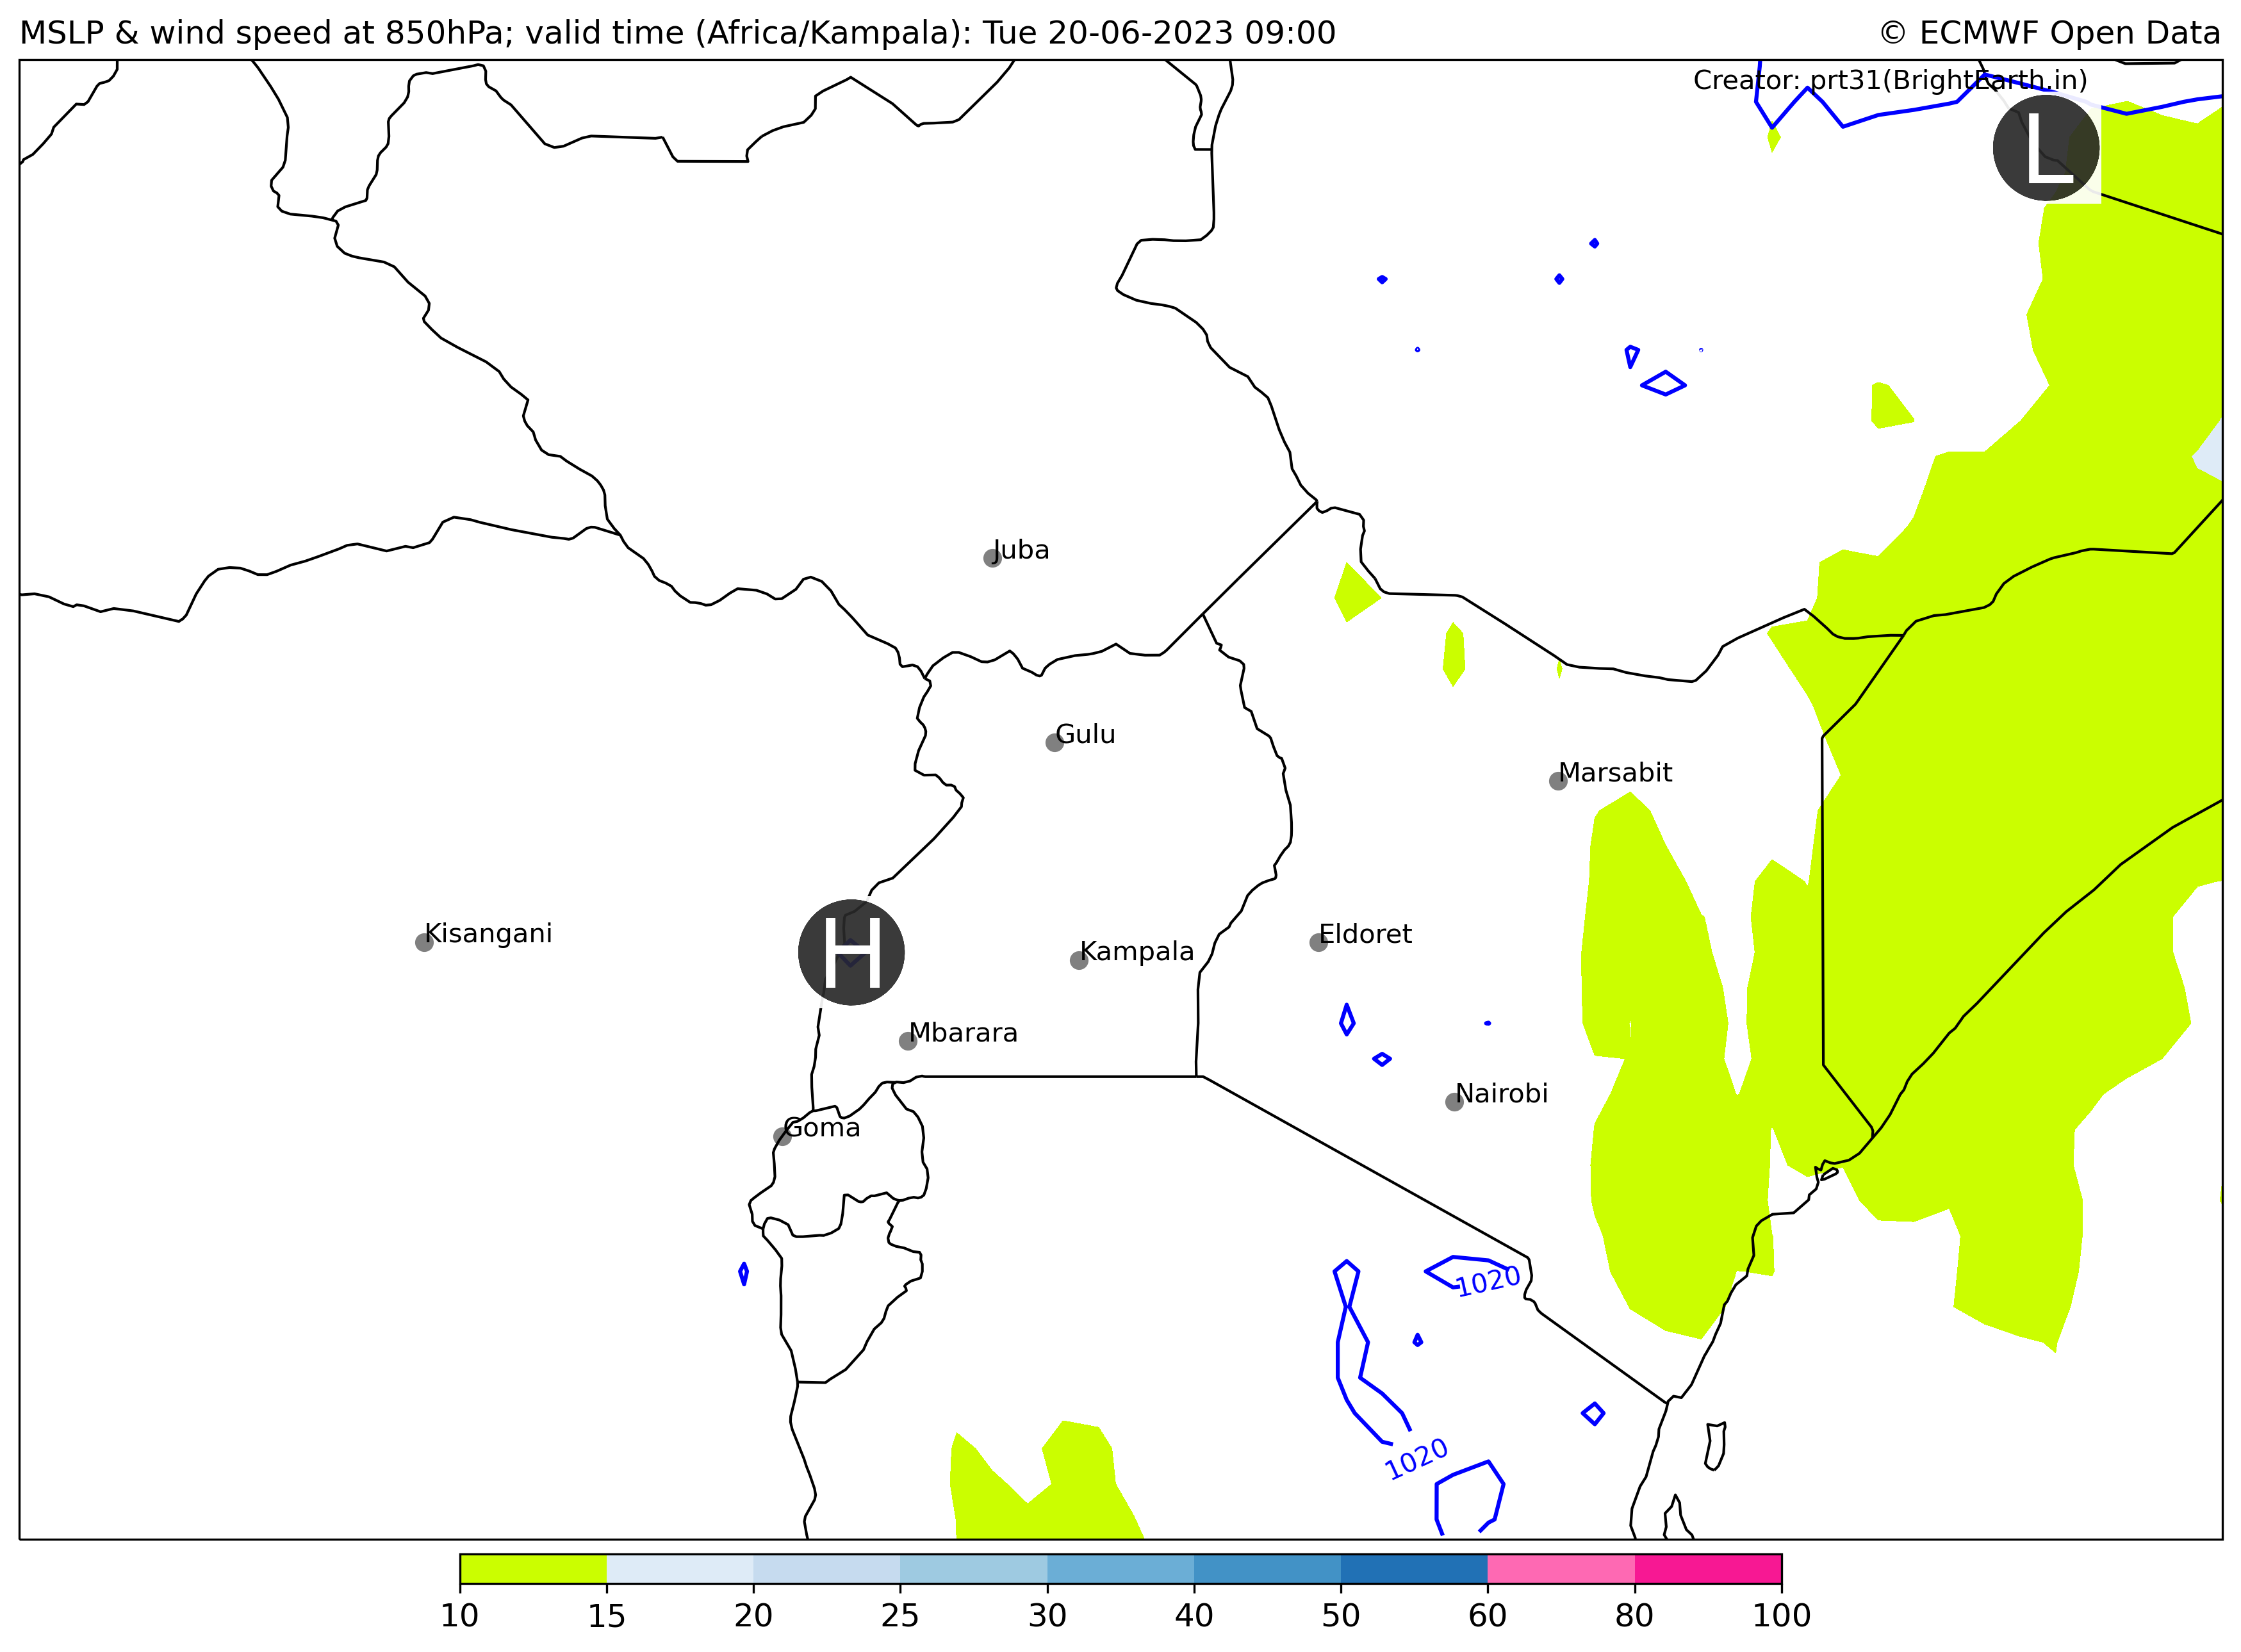 MSLP & wind speed at 850hPa; valid time (Africa/Kampala): Tue 20-06-2023 09:00
© ECMWF Open Data
Creator: prt31(BrightEarth.in)
L
Juba
Gulu
Marsabit
Kisangani
H
Kampala
Eldoret
Mbarara
Nairobi
Goma
1020
1020
10 15 20 25 30 40 50 60 80 100